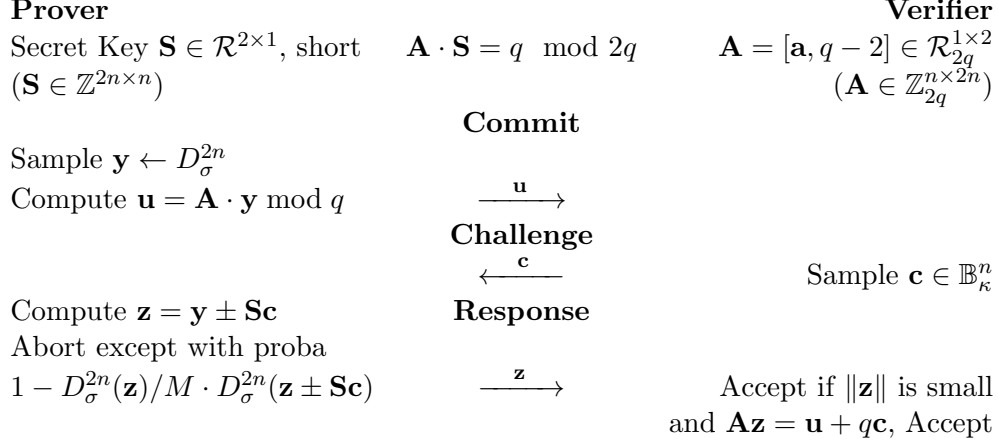 Prover Verifier
Secret Key S ∈ R^{2×1}, short A · S = q mod 2q A = [a, q − 2] ∈ R_{2q}^{1×2}
(S ∈ ℤ^{2n×n}) (A ∈ ℤ_{2q}^{n×2n})
Commit
Sample y ← D_σ^{2n}
Compute u = A · y mod q u →
Challenge
c ← Sample c ∈ 𝔹_κ^n
Compute z = y ± Sc Response
Abort except with proba
1 − D_σ^{2n}(z)/M · D_σ^{2n}(z ± Sc) z → Accept if ‖z‖ is small
and Az = u + qc, Accept